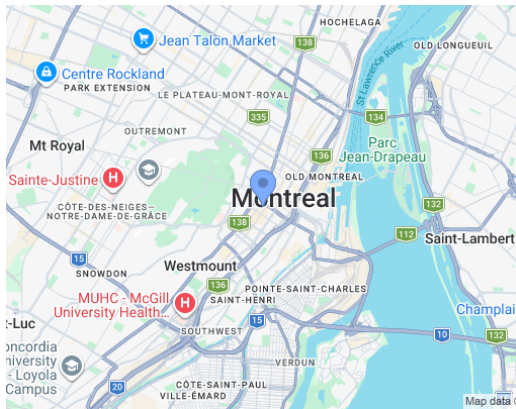 HOCHELAGA
Jean Talon Market
138
OLD LONGUEUIL
St Lawrence River
Centre Rockland
PARK EXTENSION
LE PLATEAU-MONT-ROYAL
335
134
OUTREMONT
Mt Royal
136
Parc
Jean-Drapeau
Sainte-Justine
H
OLD MONTREAL
Montreal
CÔTE-DES-NEIGES–
NOTRE-DAME-DE-GRÂCE
138
132
112
Saint-Lambert
15
SNOWDON
Westmount
136
POINTE-SAINT-CHARLES
MUHC - McGill
University Health...
H
SAINT-HENRI
Champlai
t-Luc
15
SOUTHWEST
10
132
oncordia
niversity
- Loyola
Campus
VERDUN
20
CÔTE-SAINT-PAUL
VILLE-ÉMARD
Map data ©